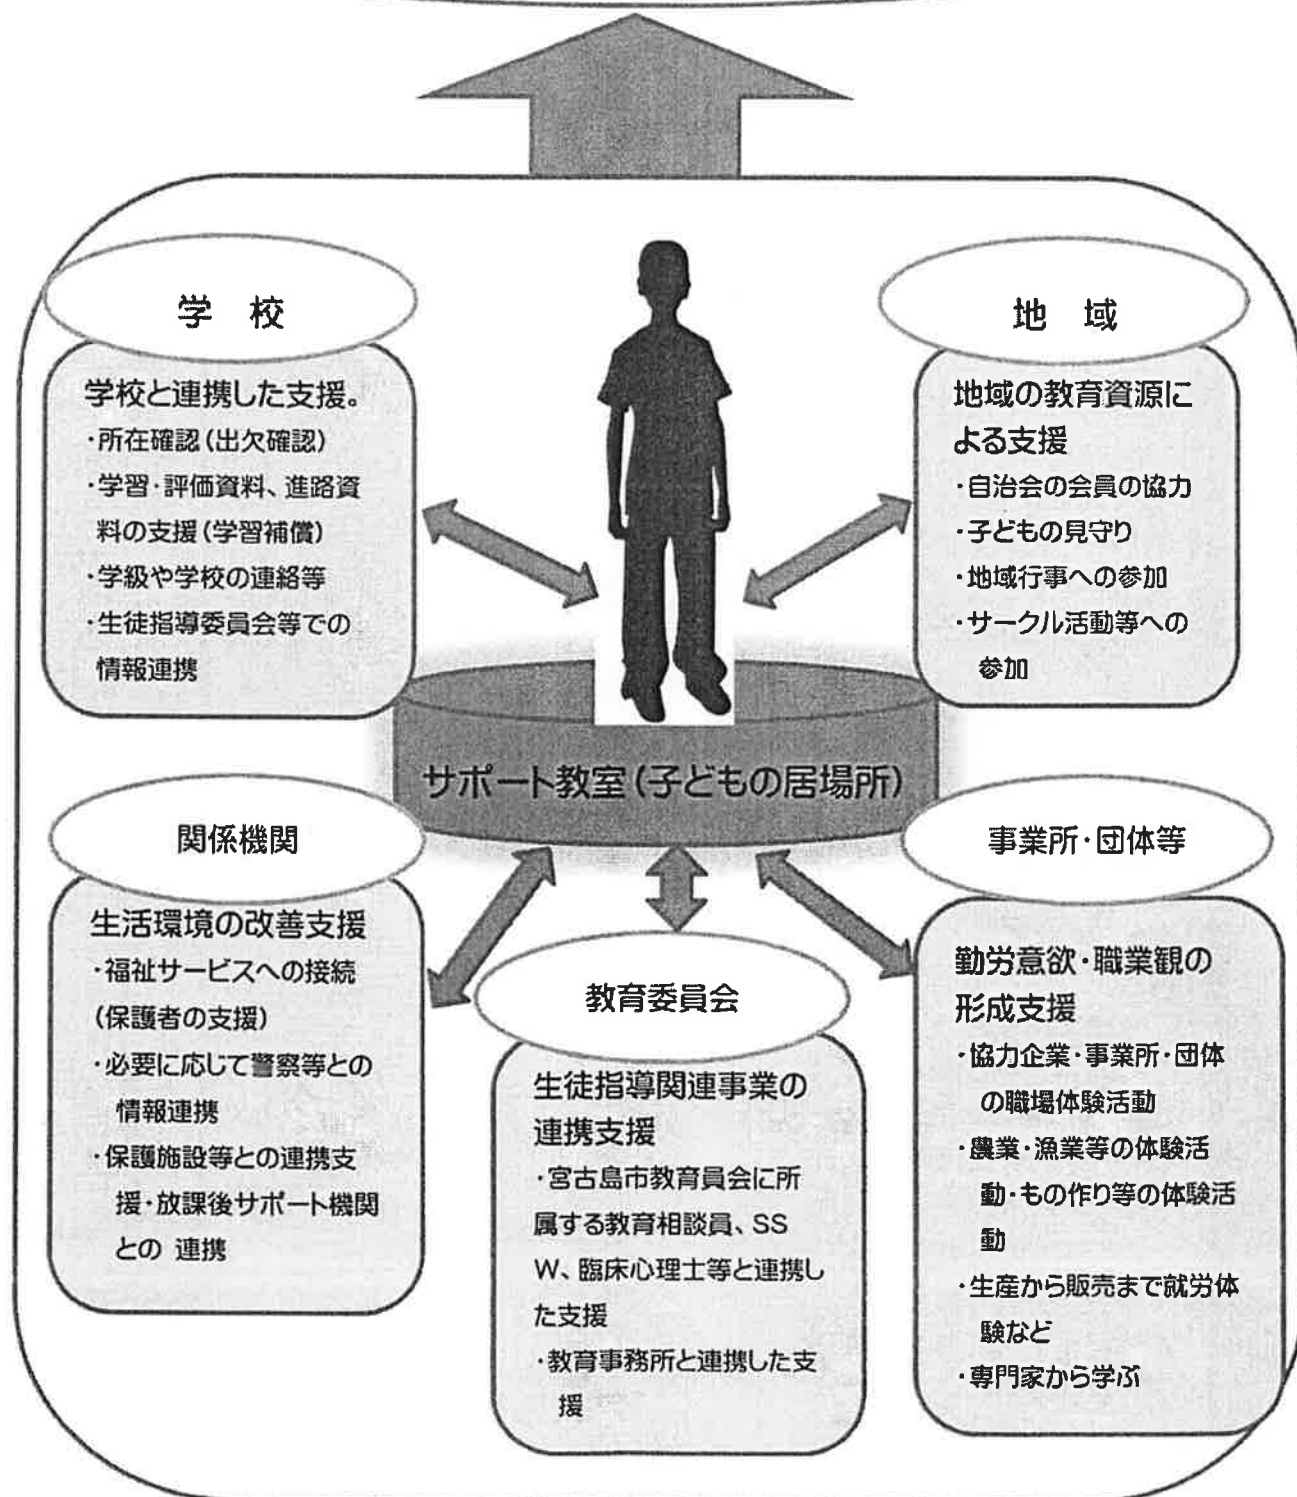 学 校
学校と連携した支援。
・所在確認（出欠確認）
・学習・評価資料、進路資
料の支援（学習補償）
・学級や学校の連絡等
・生徒指導委員会等での
情報連携
地 域
地域の教育資源に
よる支援
・自治会の会員の協力
・子どもの見守り
・地域行事への参加
・サークル活動等への
参加
サポート教室（子どもの居場所）
関係機関
生活環境の改善支援
・福祉サービスへの接続
（保護者の支援）
・必要に応じて警察等との
情報連携
・保護施設等との連携支
援・放課後サポート機関
との 連携
教育委員会
生徒指導関連事業の
連携支援
・宮古島市教育員会に所
属する教育相談員、SS
W、臨床心理士等と連携し
た支援
・教育事務所と連携した支
援
事業所・団体等
勤労意欲・職業観の
形成支援
・協力企業・事業所・団体
の職場体験活動
・農業・漁業等の体験活
動・もの作り等の体験活
動
・生産から販売まで就労体
験など
・専門家から学ぶ